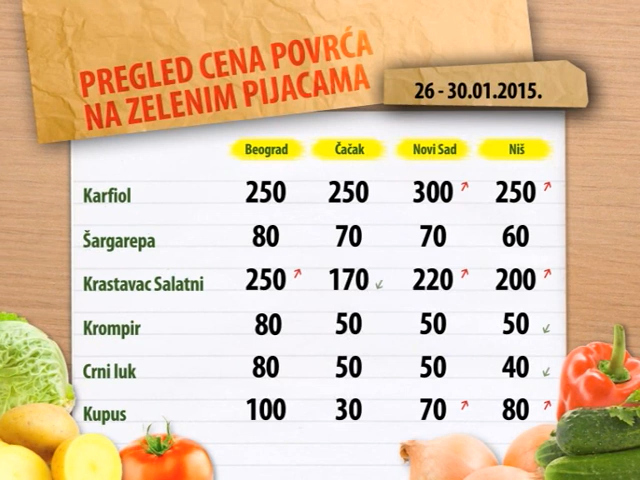 PREGLED CENA POVRĆA
NA ZELENIM PIJACAMA
26 - 30.01.2015.
Beograd Čačak Novi Sad Niš
Karfiol 250 250 300 250
Šargarepa 80 70 70 60
Krastavac Salatni 250 170 220 200
Krompir 80 50 50 50
Crni luk 80 50 50 40
Kupus 100 30 70 80